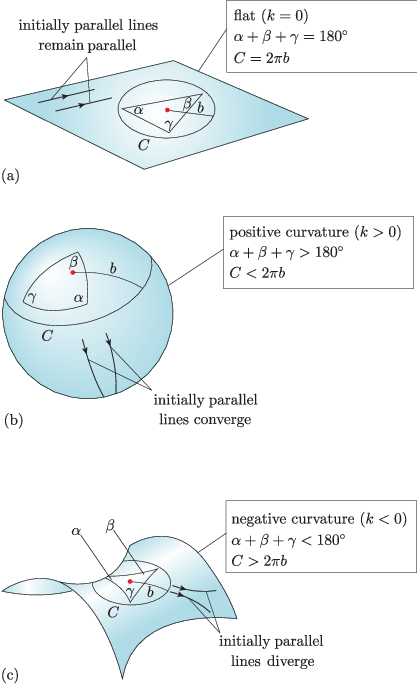 initially parallel lines
remain parallel
flat (k = 0)
α + β + γ = 180°
C = 2πb
α
β
b
γ
C
(a)
positive curvature (k > 0)
α + β + γ > 180°
C < 2πb
β
b
γ
α
C
initially parallel
lines converge
(b)
negative curvature (k < 0)
α + β + γ < 180°
C > 2πb
α
β
γ
b
C
initially parallel
lines diverge
(c)